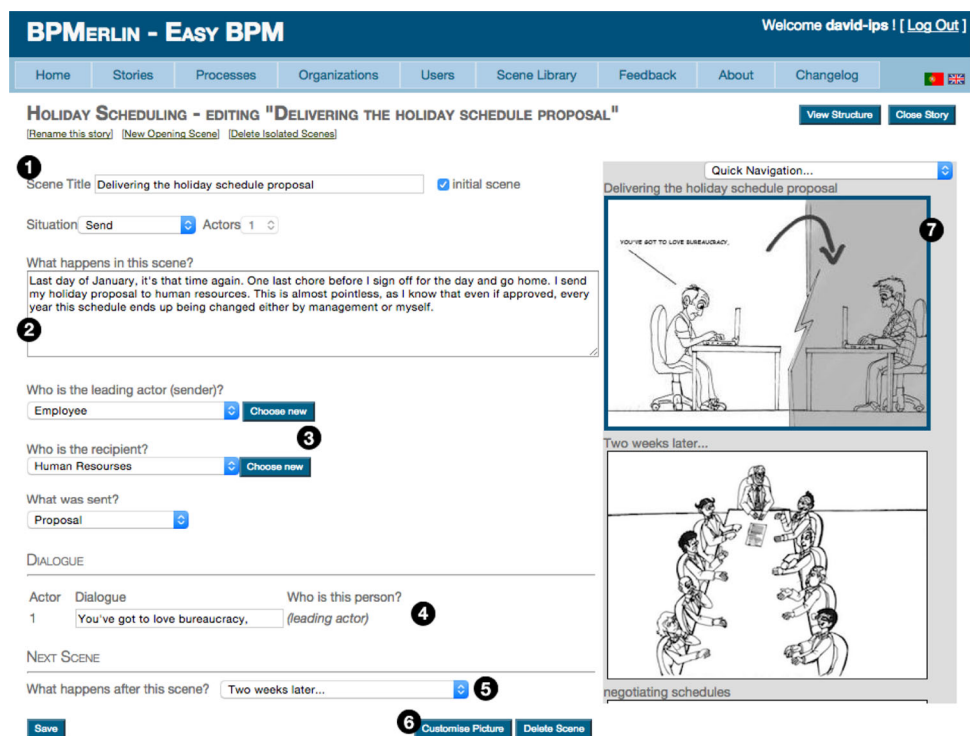 BPMERLIN - EASY BPM
Welcome david-ips ! [ Log Out ]
Home Stories Processes Organizations Users Scene Library Feedback About Changelog
HOLIDAY SCHEDULING - EDITING "DELIVERING THE HOLIDAY SCHEDULE PROPOSAL"
View Structure Close Story
[Rename this story] [New Opening Scene] [Delete Isolated Scenes]
1
Scene Title Delivering the holiday schedule proposal initial scene
Situation Send Actors 1
What happens in this scene?
Last day of January, it's that time again. One last chore before I sign off for the day and go home. I send
my holiday proposal to human resources. This is almost pointless, as I know that even if approved, every
year this schedule ends up being changed either by management or myself.
2
Who is the leading actor (sender)?
Employee Choose new
3
Who is the recipient?
Human Resourses Choose new
What was sent?
Proposal
DIALOGUE
Actor Dialogue Who is this person?
1 You've got to love bureaucracy, (leading actor)
4
NEXT SCENE
What happens after this scene? Two weeks later... 5
6
Save Customise Picture Delete Scene
Quick Navigation...
Delivering the holiday schedule proposal
7
YOU'VE GOT TO LOVE BUREAUCRACY,
Two weeks later...
negotiating schedules